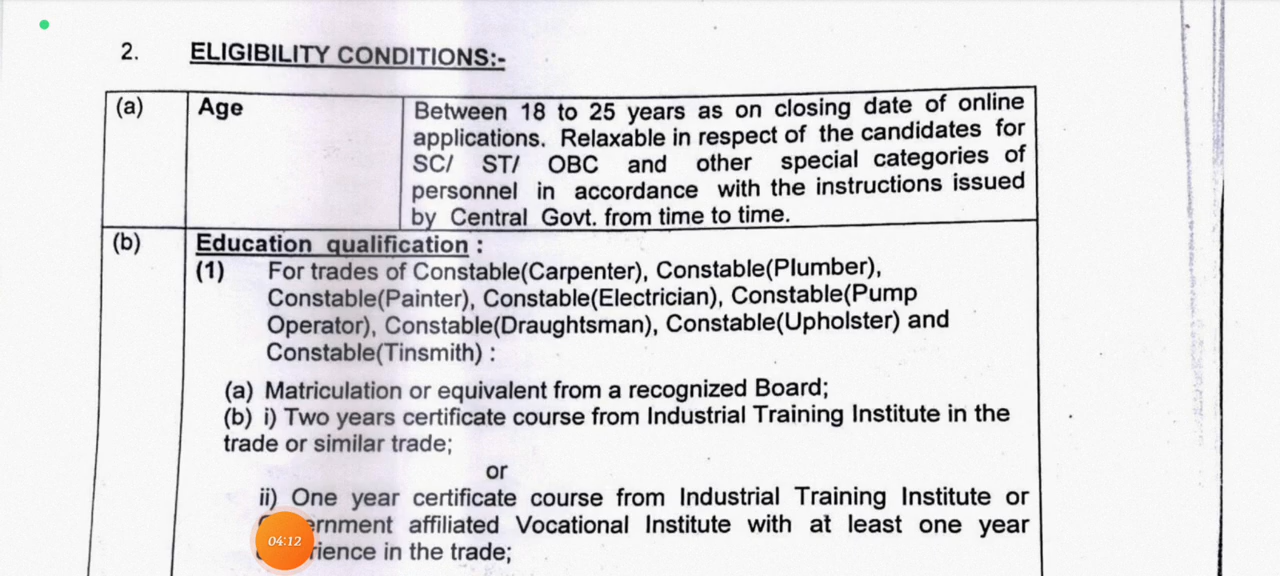 2. ELIGIBILITY CONDITIONS:-
(a) Age Between 18 to 25 years as on closing date of online
applications. Relaxable in respect of the candidates for
SC/ ST/ OBC and other special categories of
personnel in accordance with the instructions issued
by Central Govt. from time to time.
(b) Education qualification :
(1) For trades of Constable(Carpenter), Constable(Plumber),
Constable(Painter), Constable(Electrician), Constable(Pump
Operator), Constable(Draughtsman), Constable(Upholster) and
Constable(Tinsmith) :
(a) Matriculation or equivalent from a recognized Board;
(b) i) Two years certificate course from Industrial Training Institute in the
trade or similar trade;
or
ii) One year certificate course from Industrial Training Institute or
ernment affiliated Vocational Institute with at least one year
04:12 rience in the trade;